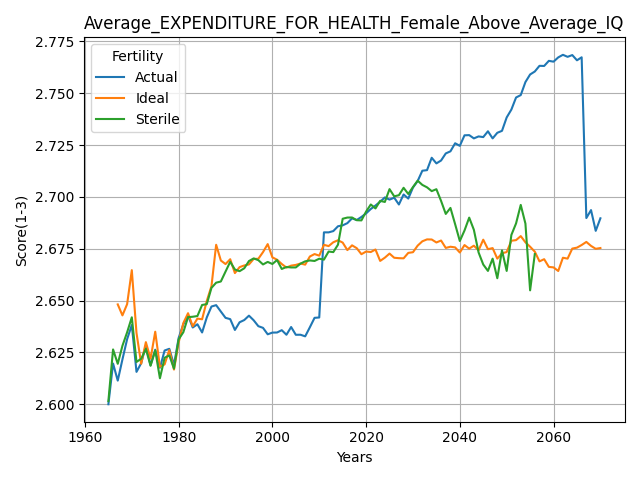 Average_EXPENDITURE_FOR_HEALTH_Female_Above_Average_IQ
Fertility
Actual
Ideal
Sterile
2.775
2.750
2.725
2.700
2.675
2.650
2.625
2.600
Score(1-3)
1960 1980 2000 2020 2040 2060
Years